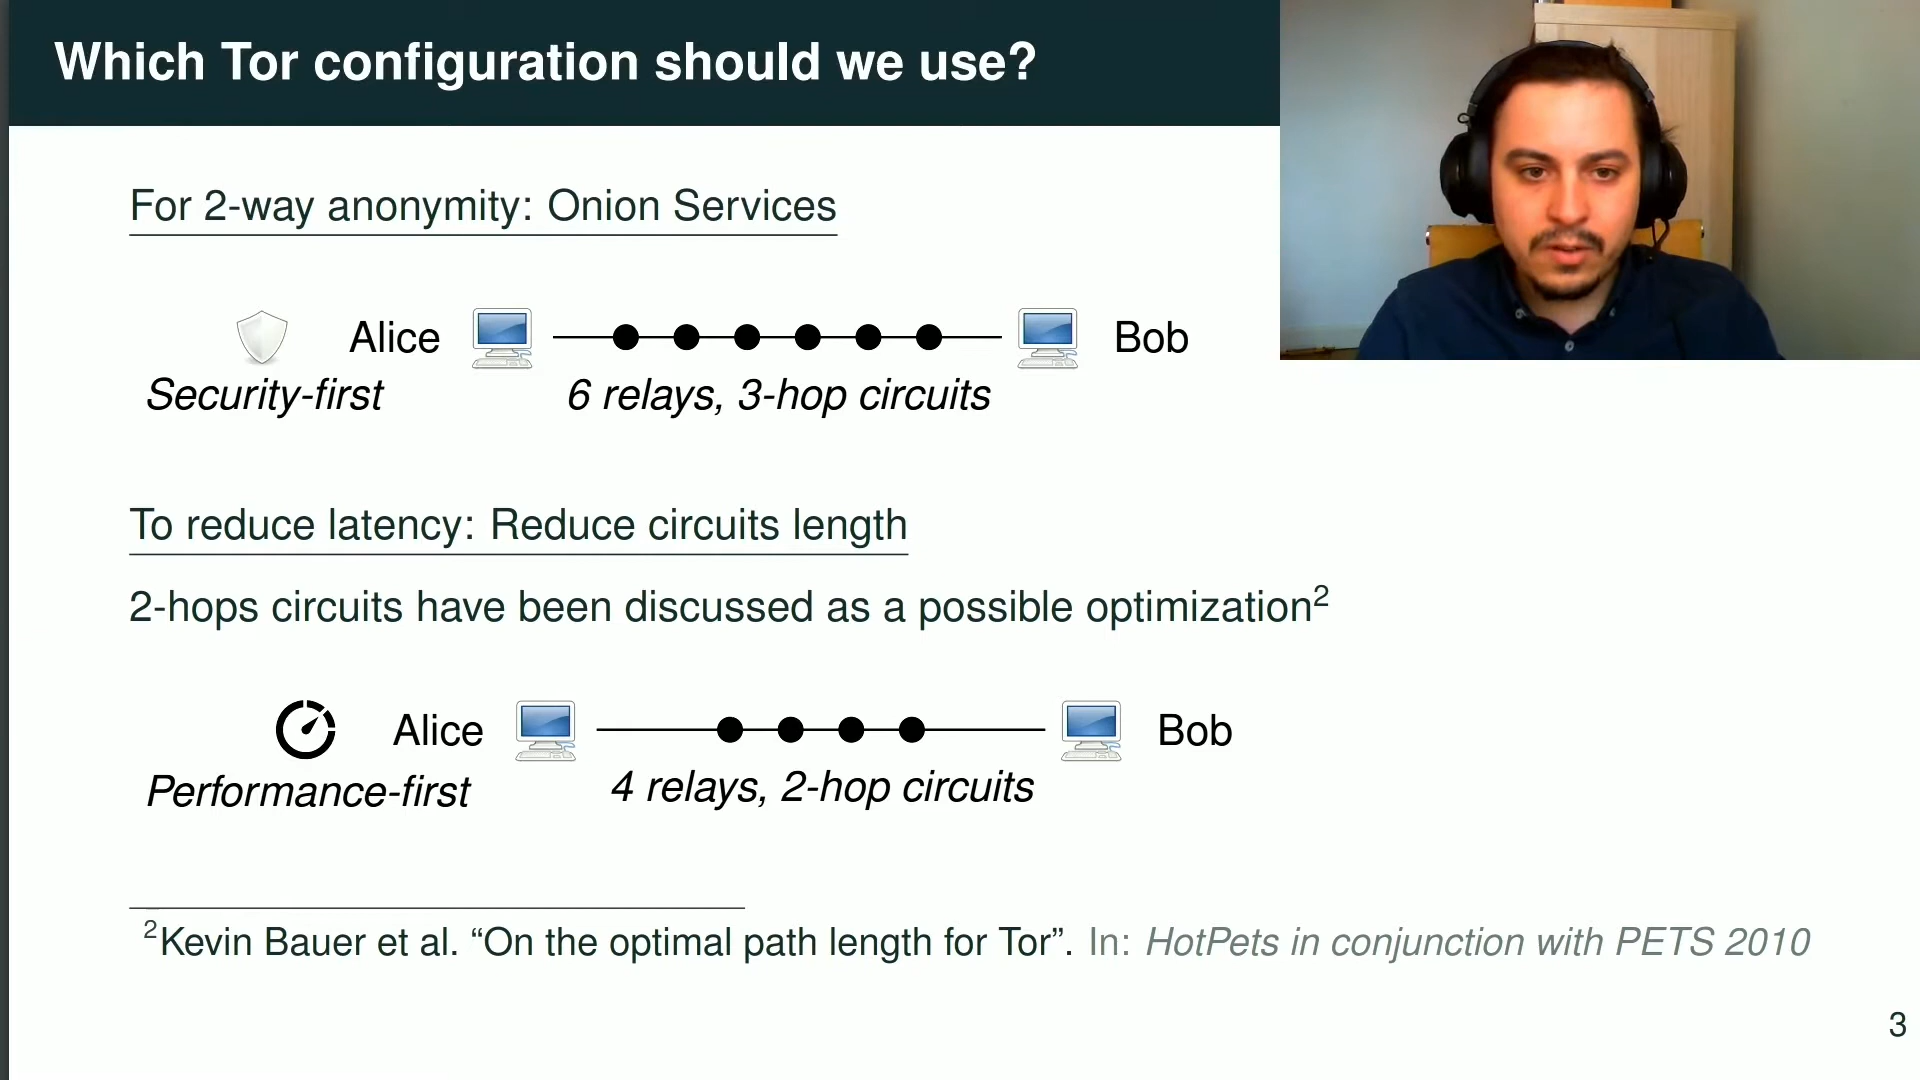 Which Tor configuration should we use?
For 2-way anonymity: Onion Services
Alice
Bob
Security-first
6 relays, 3-hop circuits
To reduce latency: Reduce circuits length
2-hops circuits have been discussed as a possible optimization²
Alice
Bob
Performance-first
4 relays, 2-hop circuits
²Kevin Bauer et al. “On the optimal path length for Tor”. In: HotPets in conjunction with PETS 2010
3